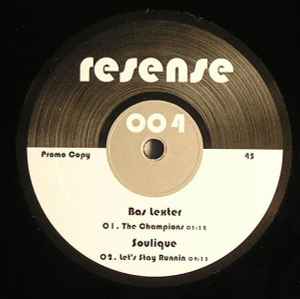 resense
004
Promo Copy 45
Bas Lexter
01. The Champions
Soulique
02. Let's Stay Runnin